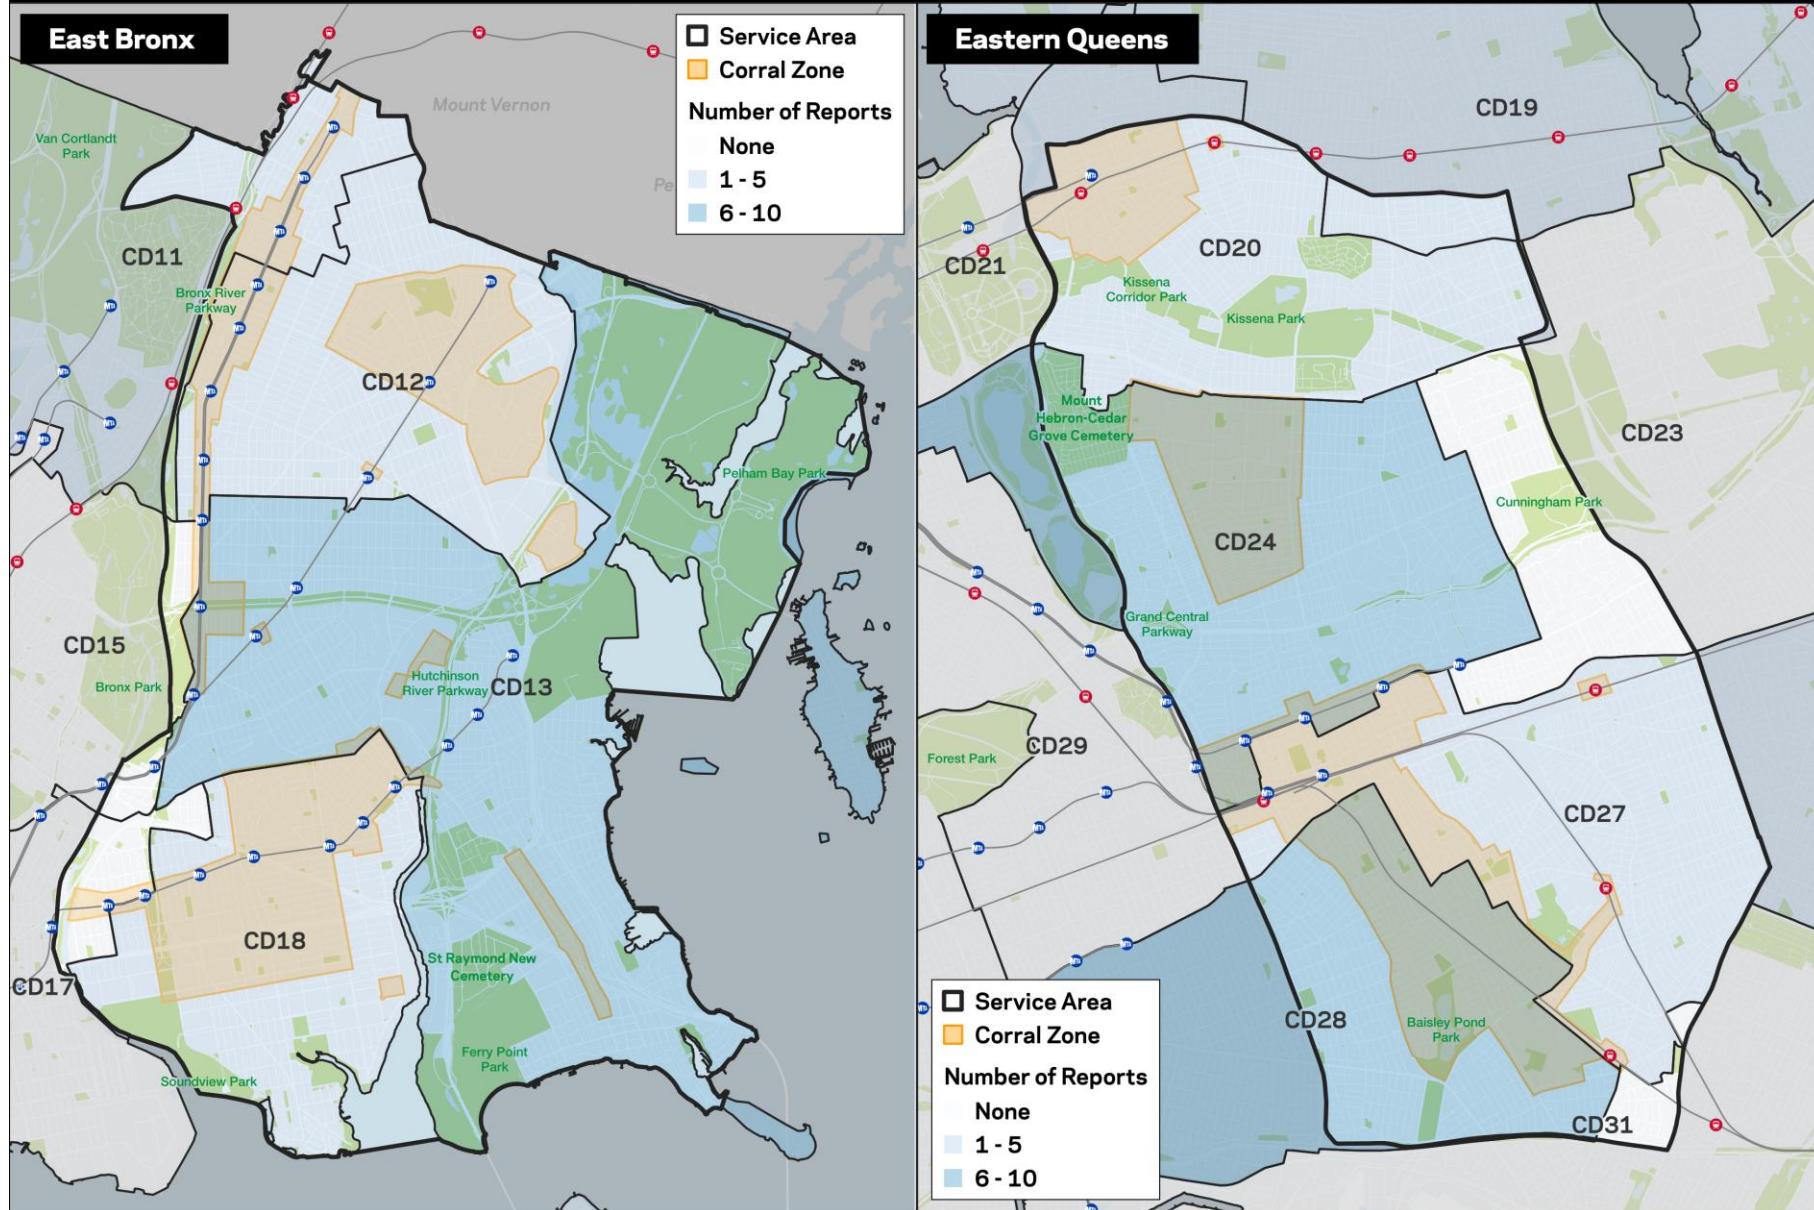 East Bronx
Service Area
Corral Zone
Number of Reports
None
1 - 5
6 - 10
Mount Vernon
Van Cortlandt
Park
CD11
Bronx River
Parkway
CD12
Pelham Bay Park
CD15
Bronx Park
Hutchinson
River Parkway
CD13
CD18
St Raymond New
Cemetery
CD17
Ferry Point
Park
Soundview Park
Eastern Queens
CD19
CD20
CD21
Kissena
Corridor Park
Kissena Park
Mount
Hebron-Cedar
Grove Cemetery
CD23
Cunningham Park
CD24
Grand Central
Parkway
CD29
Forest Park
CD27
CD28
Baisley Pond
Park
CD31
Service Area
Corral Zone
Number of Reports
None
1 - 5
6 - 10